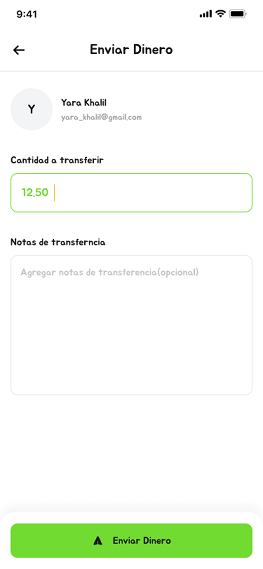 9:41
Enviar Dinero
Y
Yara Khalil
yara_khalil@gmail.com
Cantidad a transferir
12,50
Notas de transferncia
Agregar notas de transferencia(opcional)
Enviar Dinero